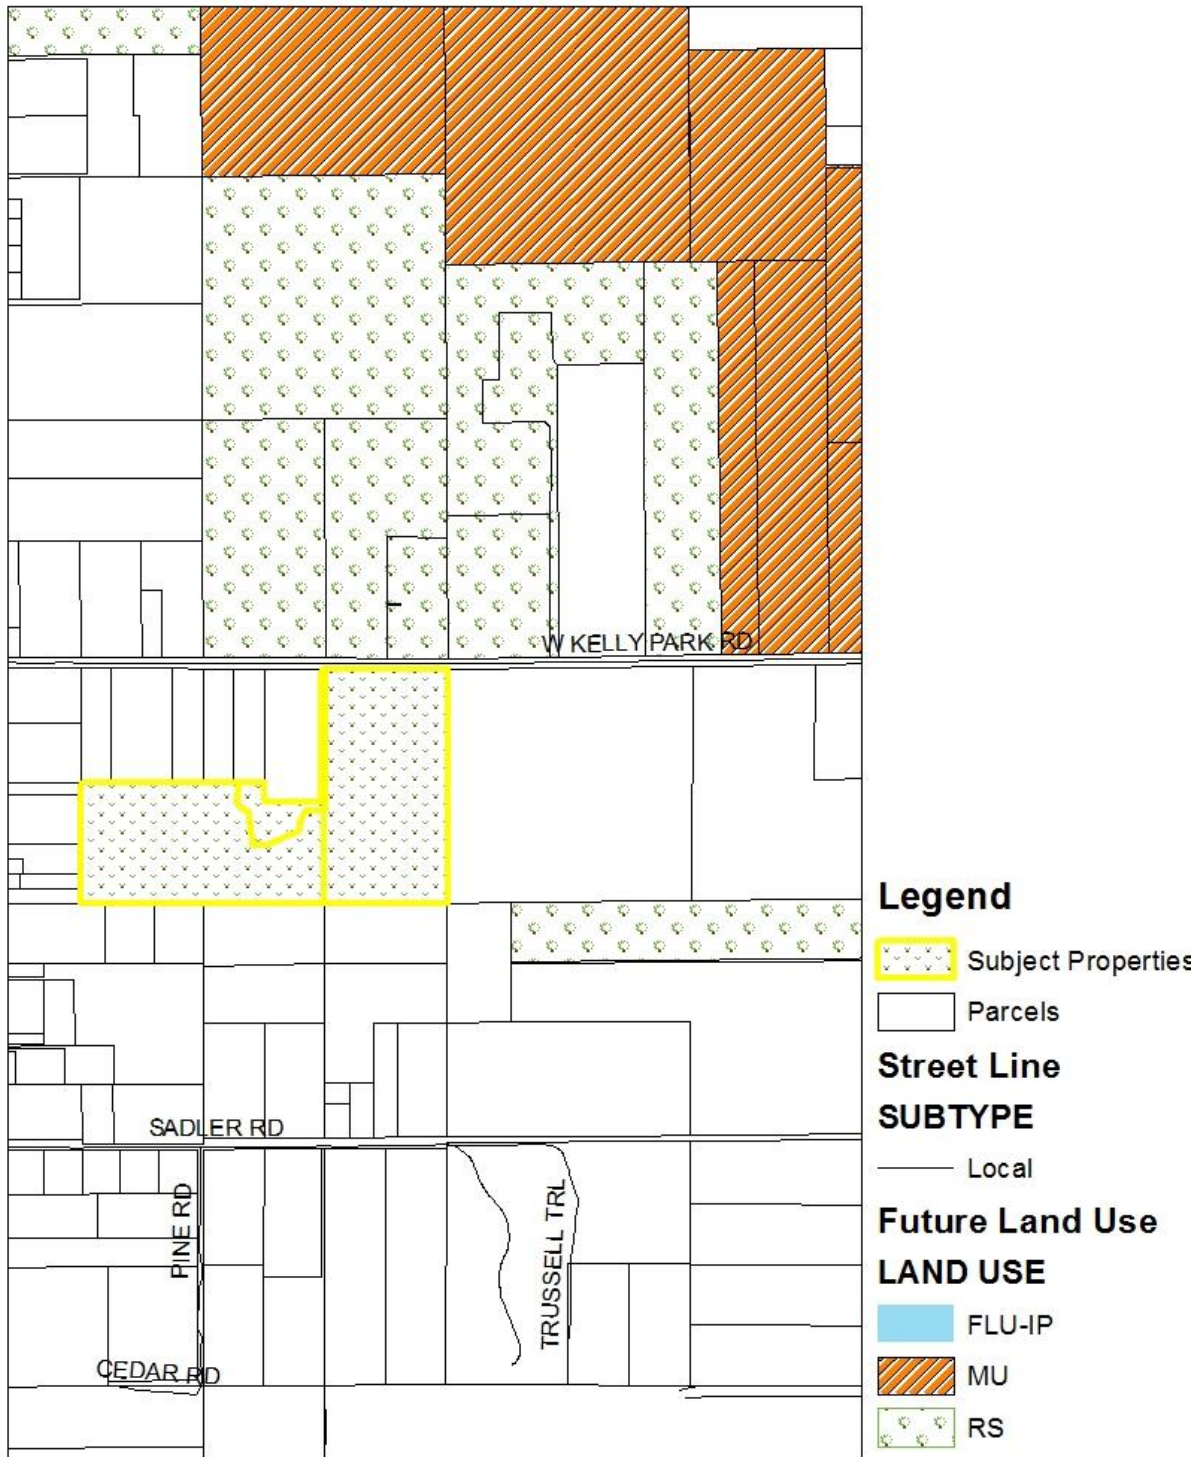 W KELLY PARK RD
SADLER RD
PINE RD
TRUSSELL TRL
CEDAR RD
Legend
Subject Properties
Parcels
Street Line
SUBTYPE
Local
Future Land Use
LAND USE
FLU-IP
MU
RS